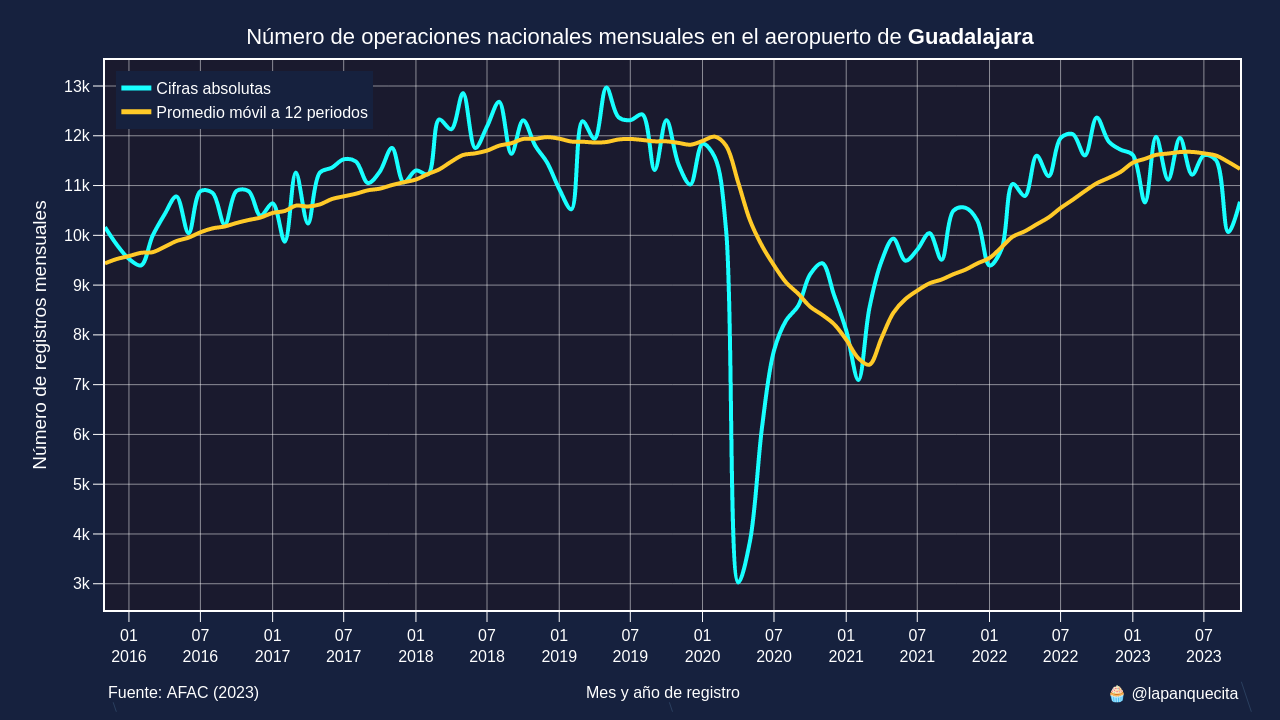 Número de operaciones nacionales mensuales en el aeropuerto de Guadalajara
Cifras absolutas
Promedio móvil a 12 periodos
Número de registros mensuales
13k
12k
11k
10k
9k
8k
7k
6k
5k
4k
3k
01 07 01 07 01 07 01 07 01 07 01 07 01 07 01 07
2016 2016 2017 2017 2018 2018 2019 2019 2020 2020 2021 2021 2022 2022 2023 2023
Fuente: AFAC (2023) Mes y año de registro 🧁 @lapanquecita